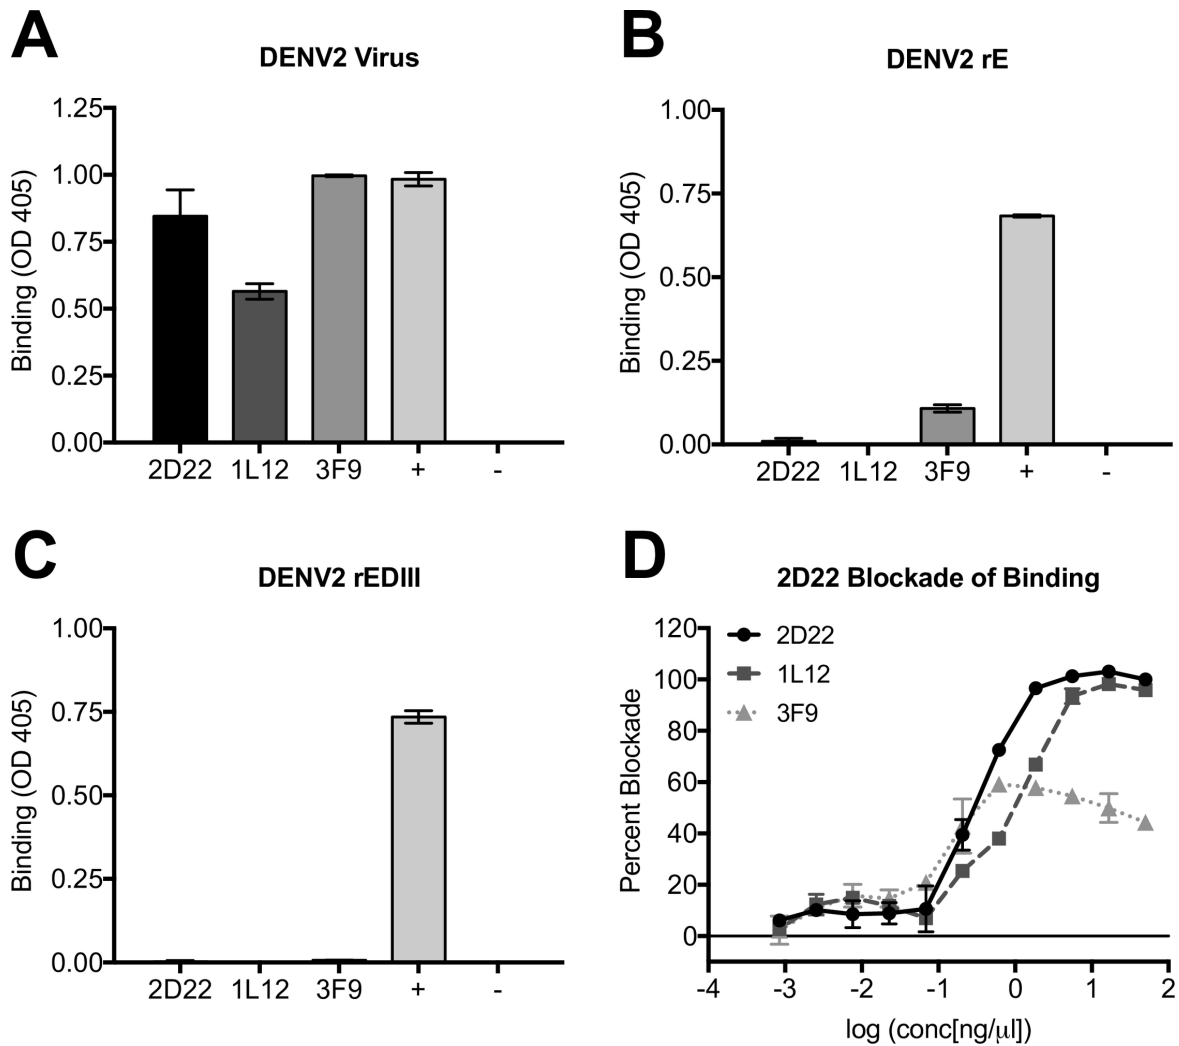 A
DENV2 Virus
Binding (OD 405)
1.25
1.00
0.75
0.50
0.25
0.00
2D22 1L12 3F9 + -
B
DENV2 rE
Binding (OD 405)
1.00
0.75
0.50
0.25
0.00
2D22 1L12 3F9 + -
C
DENV2 rEDIII
Binding (OD 405)
1.00
0.75
0.50
0.25
0.00
2D22 1L12 3F9 + -
D
2D22 Blockade of Binding
Percent Blockade
120
100
80
60
40
20
0
2D22
1L12
3F9
-4 -3 -2 -1 0 1 2
log (conc[ng/μl])